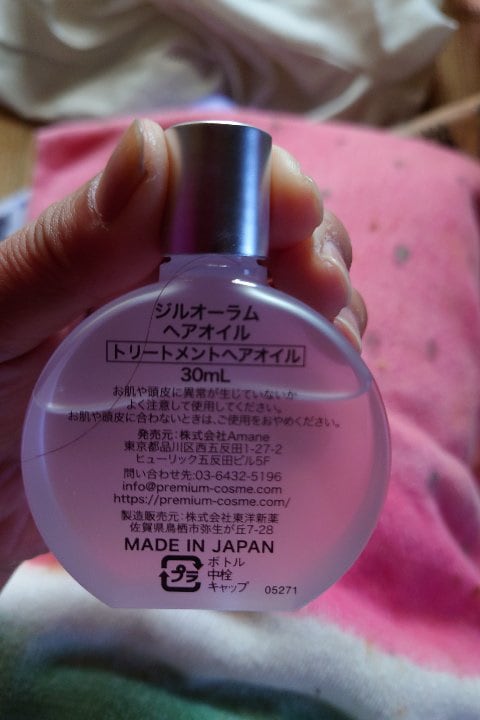 ジルオーラム
ヘアオイル
トリートメントヘアオイル
30mL
お肌や頭皮に異常が生じていないか
よく注意して使用してください。
お肌や頭皮に合わないときは、ご使用をおやめください。
発売元:株式会社Amane
東京都品川区西五反田1-27-2
ヒューリック五反田ビル5F
問い合わせ先:03-6432-5196
info@premium-cosme.com
https://premium-cosme.com/
製造販売元:株式会社東洋新薬
佐賀県鳥栖市弥生が丘7-28
MADE IN JAPAN
プラ
ボトル
中栓
キャップ
05271